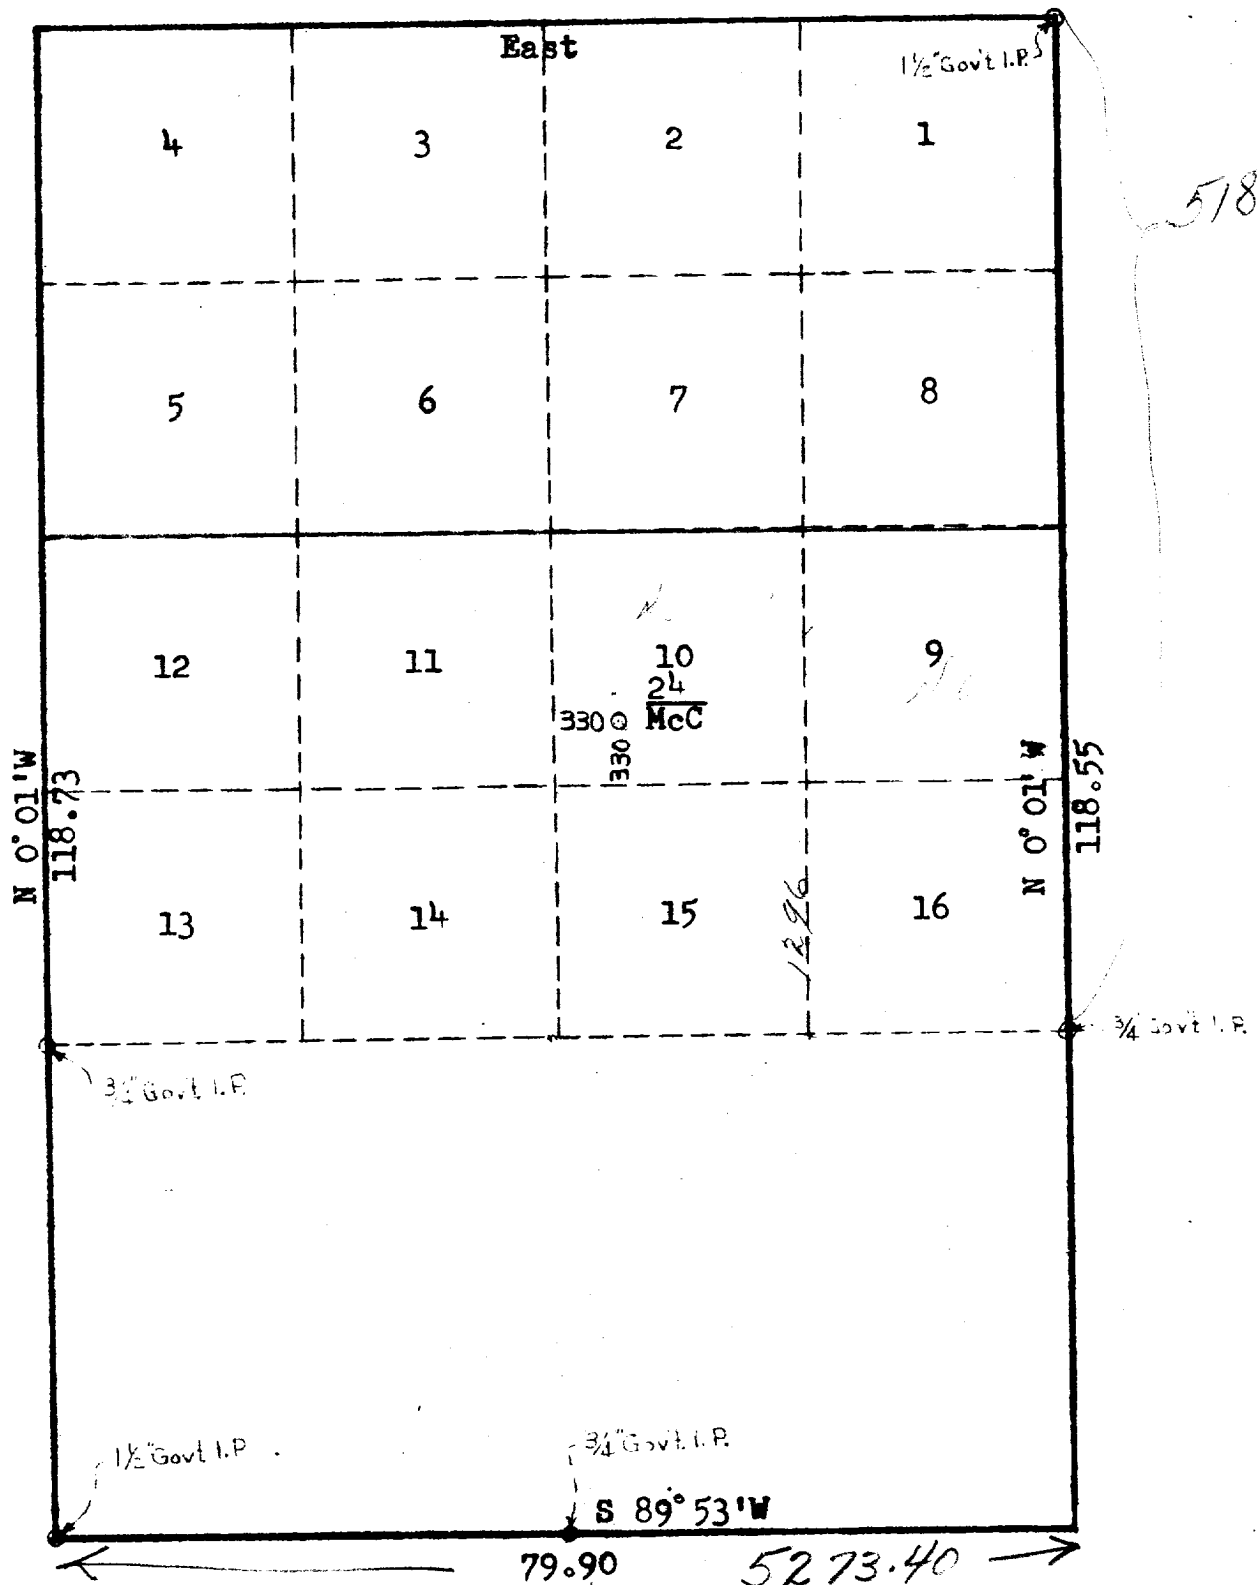 East
1½" Gov't I.P.
4 3 2 1
518
5 6 7 8
12 11 10 9
24
McC
330
330
N 0° 01' W
118.73
N 0° 01' W
118.55
13 14 15 16
1296
¾ Govt I.P.
¾" Govt. I.P.
1½" Govt I.P.
¾" Govt. I.P.
S 89° 53' W
79.90 5273.40